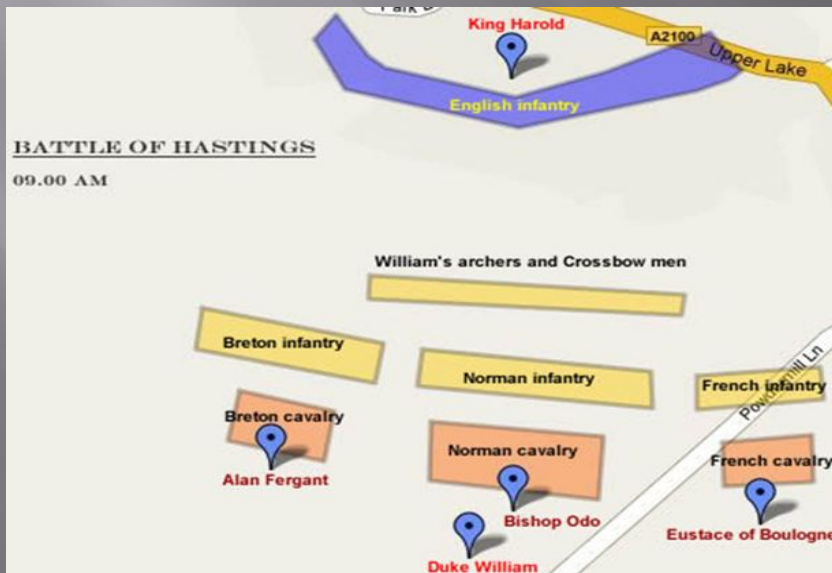 Park
King Harold
A2100
Upper Lake
English infantry
BATTLE OF HASTINGS
09.00 AM
William's archers and Crossbow men
Breton infantry
Norman infantry
French infantry
Powdermill Ln
Breton cavalry
Norman cavalry
French cavalry
Alan Fergant
Bishop Odo
Eustace of Boulogne
Duke William